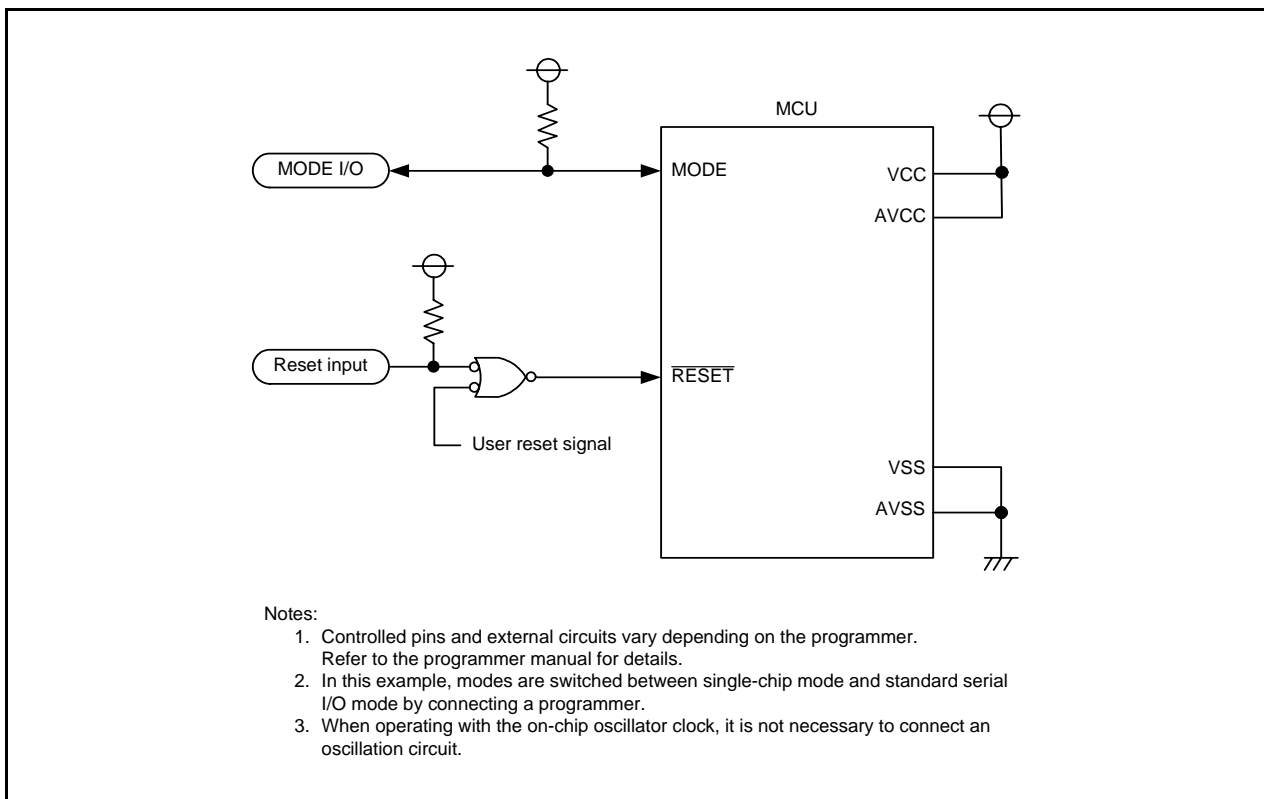 MCU
MODE I/O
MODE
VCC
AVCC
Reset input
RESET
User reset signal
VSS
AVSS
Notes:
1. Controlled pins and external circuits vary depending on the programmer.
Refer to the programmer manual for details.
2. In this example, modes are switched between single-chip mode and standard serial
I/O mode by connecting a programmer.
3. When operating with the on-chip oscillator clock, it is not necessary to connect an
oscillation circuit.